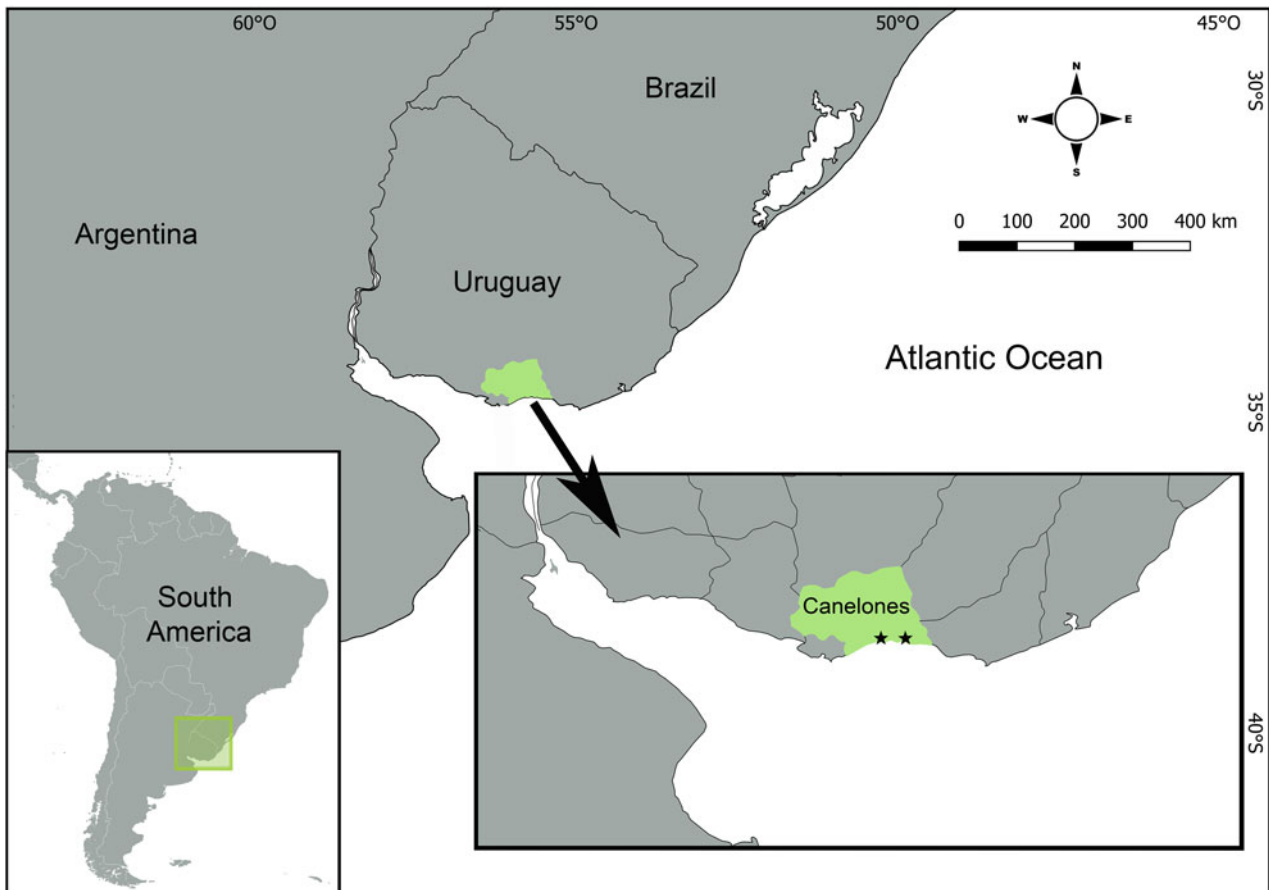 60°O 55°O 50°O 45°O
Brazil
N
W E
S
30°S
0 100 200 300 400 km
Argentina
Uruguay
Atlantic Ocean
35°S
South
America
Canelones
40°S